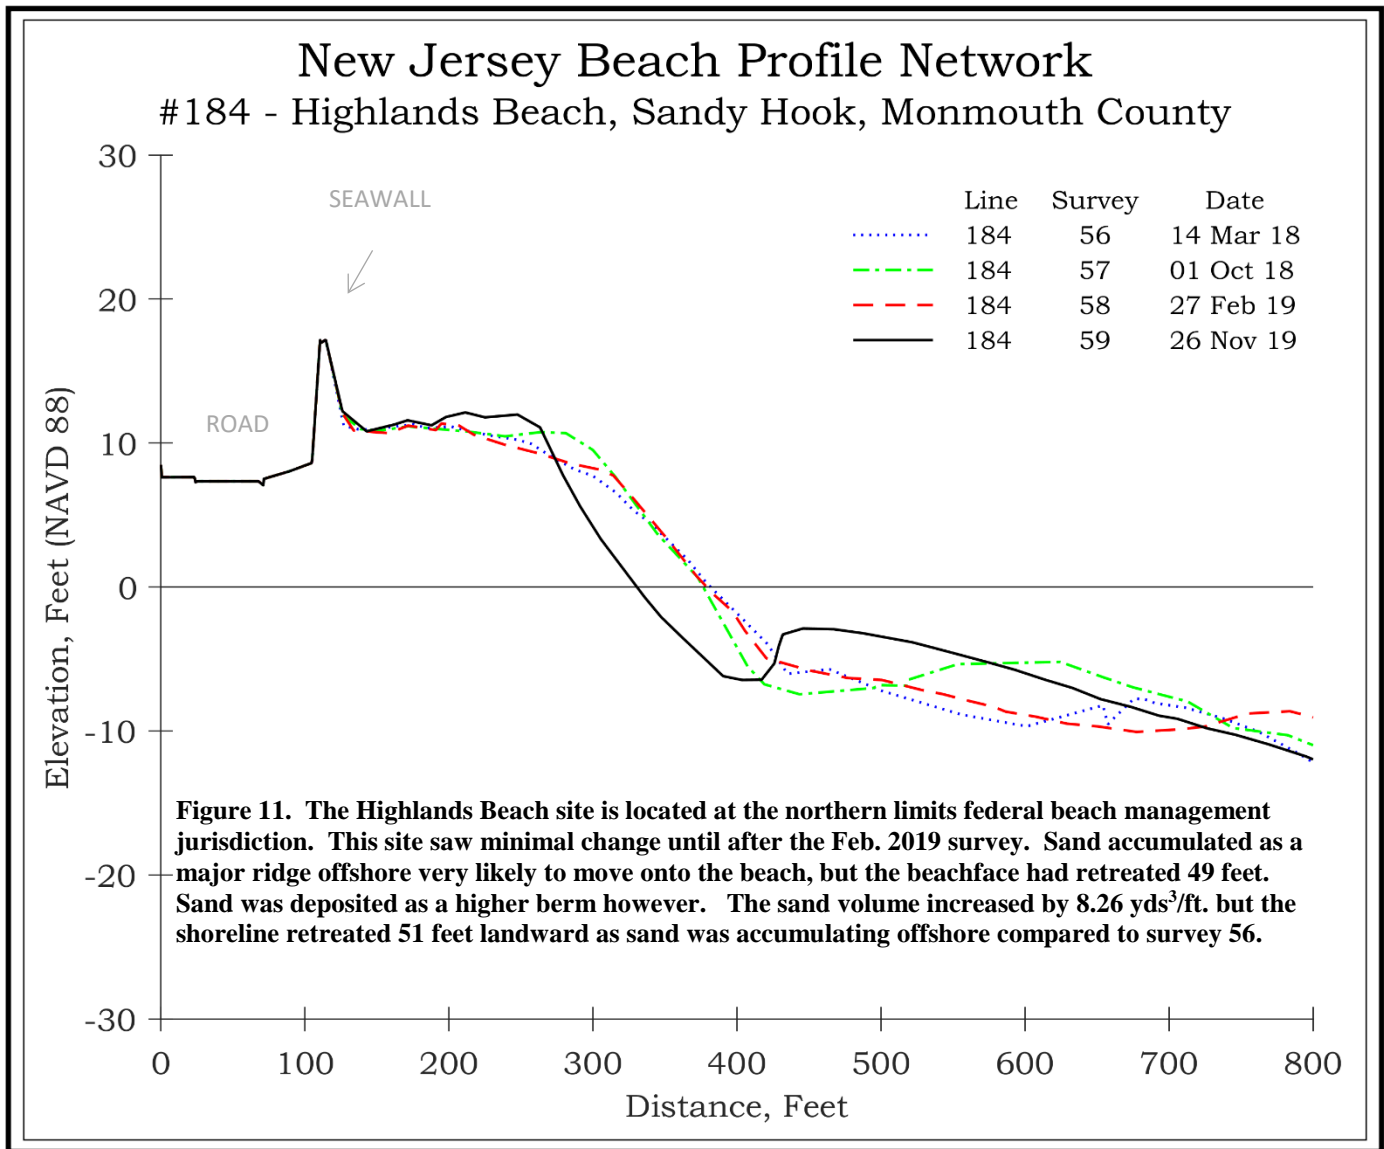 New Jersey Beach Profile Network
#184 - Highlands Beach, Sandy Hook, Monmouth County
30
SEAWALL
Line Survey Date
184 56 14 Mar 18
184 57 01 Oct 18
184 58 27 Feb 19
184 59 26 Nov 19
20
ROAD
10
0
-10
-20
-30
Elevation, Feet (NAVD 88)
Figure 11. The Highlands Beach site is located at the northern limits federal beach management
jurisdiction. This site saw minimal change until after the Feb. 2019 survey. Sand accumulated as a
major ridge offshore very likely to move onto the beach, but the beachface had retreated 49 feet.
Sand was deposited as a higher berm however. The sand volume increased by 8.26 yds³/ft. but the
shoreline retreated 51 feet landward as sand was accumulating offshore compared to survey 56.
0 100 200 300 400 500 600 700 800
Distance, Feet